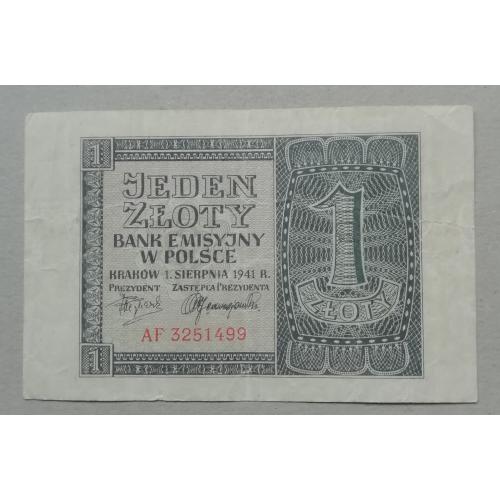 1
JEDEN
ZŁOTY
BANK EMISYJNY
W POLSCE
KRAKÓW 1. SIERPNIA 1941 R.
PREZYDENT ZASTĘPCA PREZYDENTA
AF 3251499
1
1
ZŁOTY